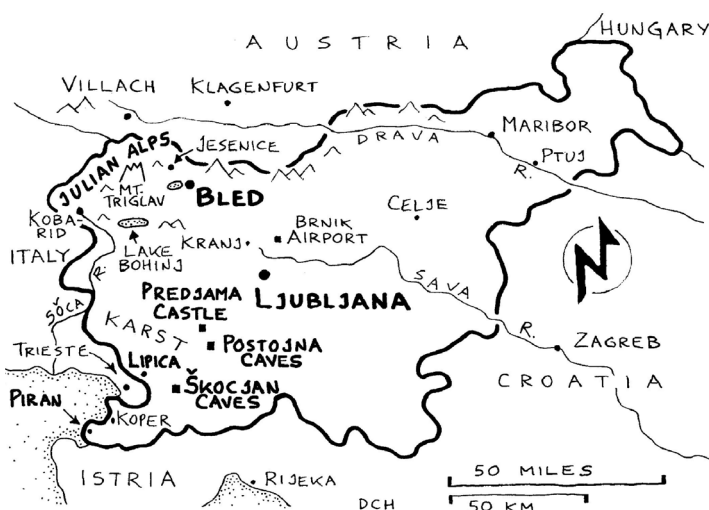 HUNGARY
AUSTRIA
VILLACH
KLAGENFURT
JULIAN ALPS
JESENICE
DRAVA
R.
MARIBOR
PTUJ
MT.
TRIGLAV
BLED
KOBA-
RID
CELJE
BRNIK
AIRPORT
KRANJ
ITALY
LAKE
BOHINJ
R.
SOČA
LJUBLJANA
SAVA
R.
PREDJAMA
CASTLE
KARST
POSTOJNA
CAVES
ZAGREB
TRIESTE
LIPICA
ŠKOCJAN
CAVES
CROATIA
PIRAN
KOPER
ISTRIA
RIJEKA
50 MILES
50 KM
DCH
N